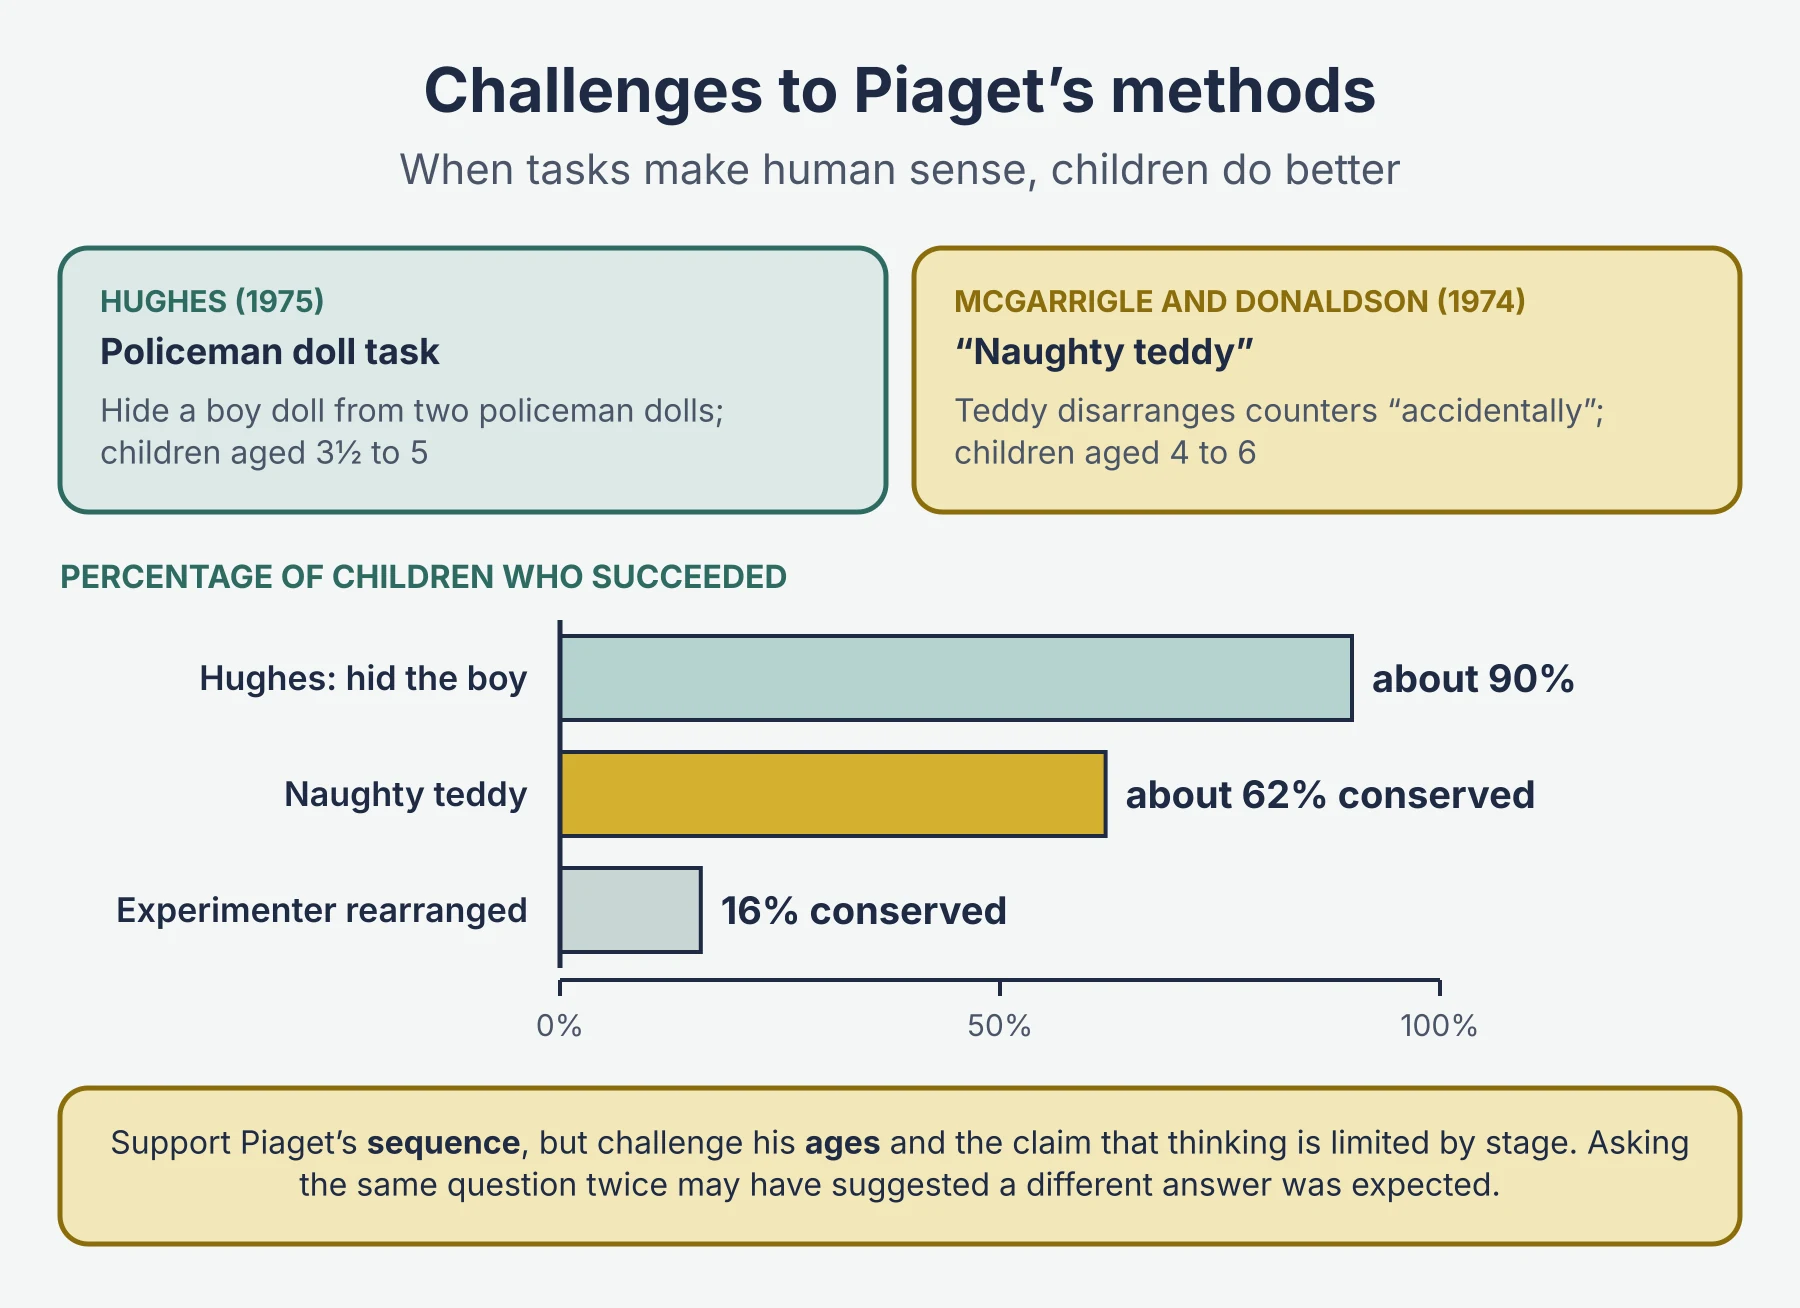 Challenges to Piaget’s methods
When tasks make human sense, children do better
HUGHES (1975)
Policeman doll task
Hide a boy doll from two policeman dolls;
children aged 3½ to 5
MCGARRIGLE AND DONALDSON (1974)
“Naughty teddy”
Teddy disarranges counters “accidentally”;
children aged 4 to 6
PERCENTAGE OF CHILDREN WHO SUCCEEDED
Hughes: hid the boy about 90%
Naughty teddy about 62% conserved
Experimenter rearranged 16% conserved
0% 50% 100%
Support Piaget’s sequence, but challenge his ages and the claim that thinking is limited by stage. Asking
the same question twice may have suggested a different answer was expected.